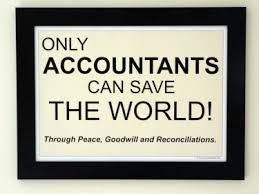 ONLY
ACCOUNTANTS
CAN SAVE
THE WORLD!
Through Peace, Goodwill and Reconciliations.